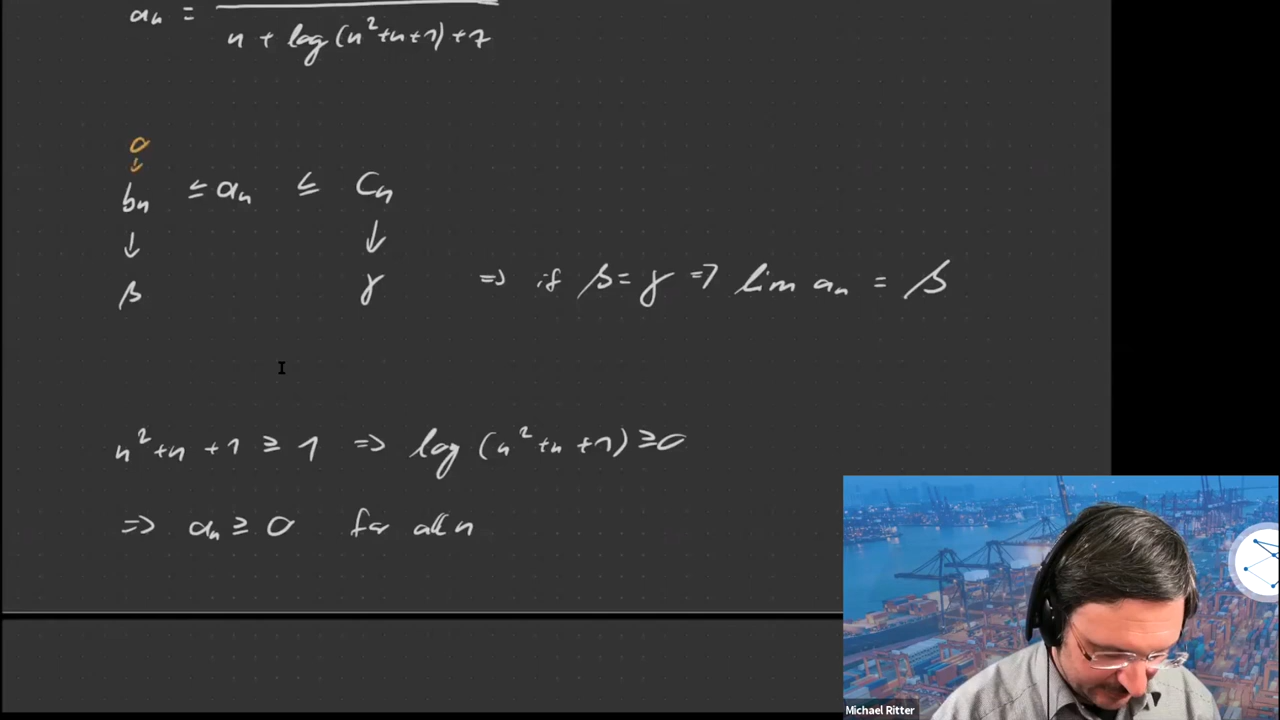 aₙ =
n + log (n²+n+1) + 7
0
↓
bₙ ≤ aₙ ≤ Cₙ
↓ ↓
β γ ⇒ if β = γ ⇒ lim aₙ = β
n²+n+1 ≥ 1 ⇒ log (n²+n+1) ≥ 0
⇒ aₙ ≥ 0 for all n
Michael Ritter